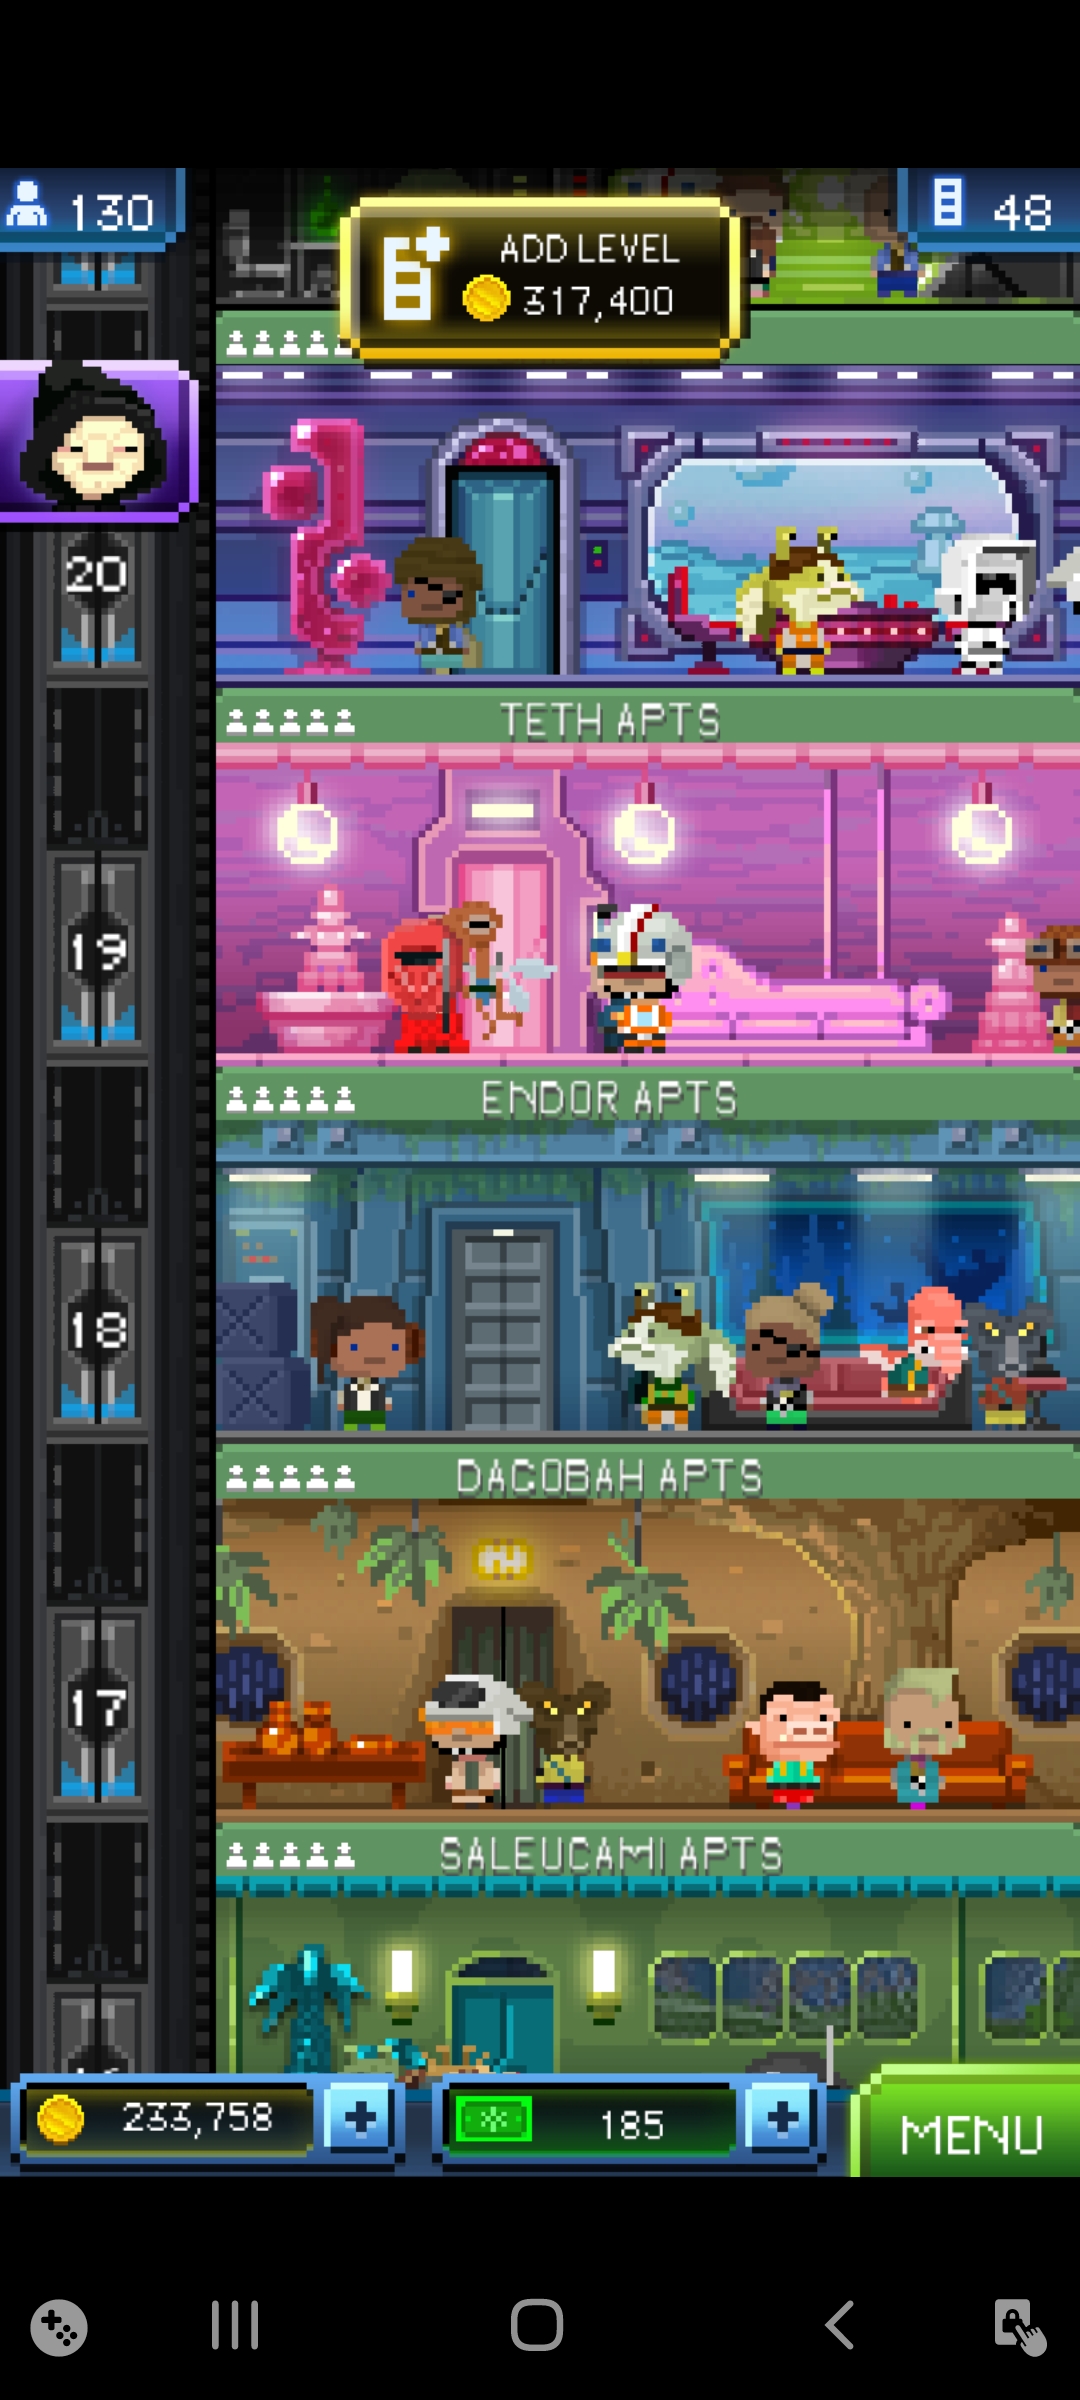 130
48
ADD LEVEL
317,400
20
TETH APTS
19
ENDOR APTS
18
DAGOBAH APTS
17
SALEUCAMI APTS
233,758
185
MENU